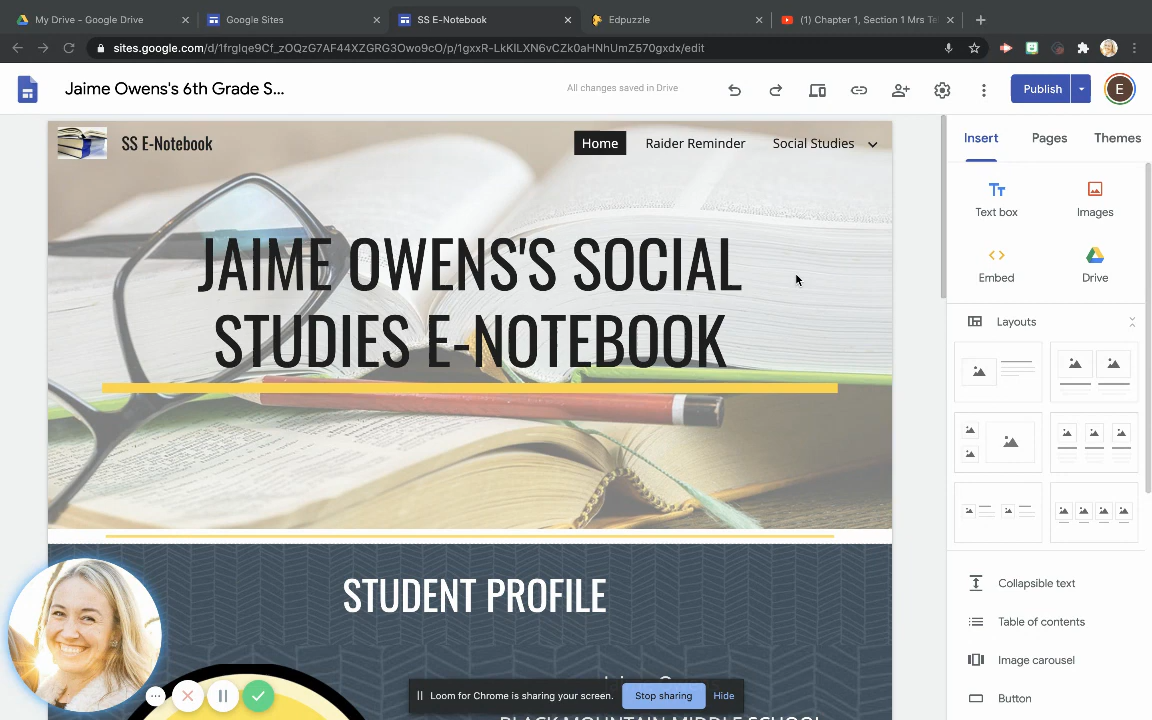 My Drive - Google Drive
Google Sites
SS E-Notebook
Edpuzzle
(1) Chapter 1, Section 1 Mrs Te
sites.google.com/d/1frgIqe9Cf_zOQzG7AF44XZGRG3Owo9cO/p/1gxxR-LkKILXN6vCZk0aHNhUmZ570gxdx/edit
Jaime Owens's 6th Grade S...
All changes saved in Drive
Publish
E
SS E-Notebook
Home
Raider Reminder
Social Studies
Insert
Pages
Themes
Text box
Images
Embed
Drive
Layouts
JAIME OWENS'S SOCIAL
STUDIES E-NOTEBOOK
STUDENT PROFILE
Collapsible text
Table of contents
Image carousel
Button
Loom for Chrome is sharing your screen.
Stop sharing
Hide
BLACK MOUNTAIN MIDDLE SCHOOL